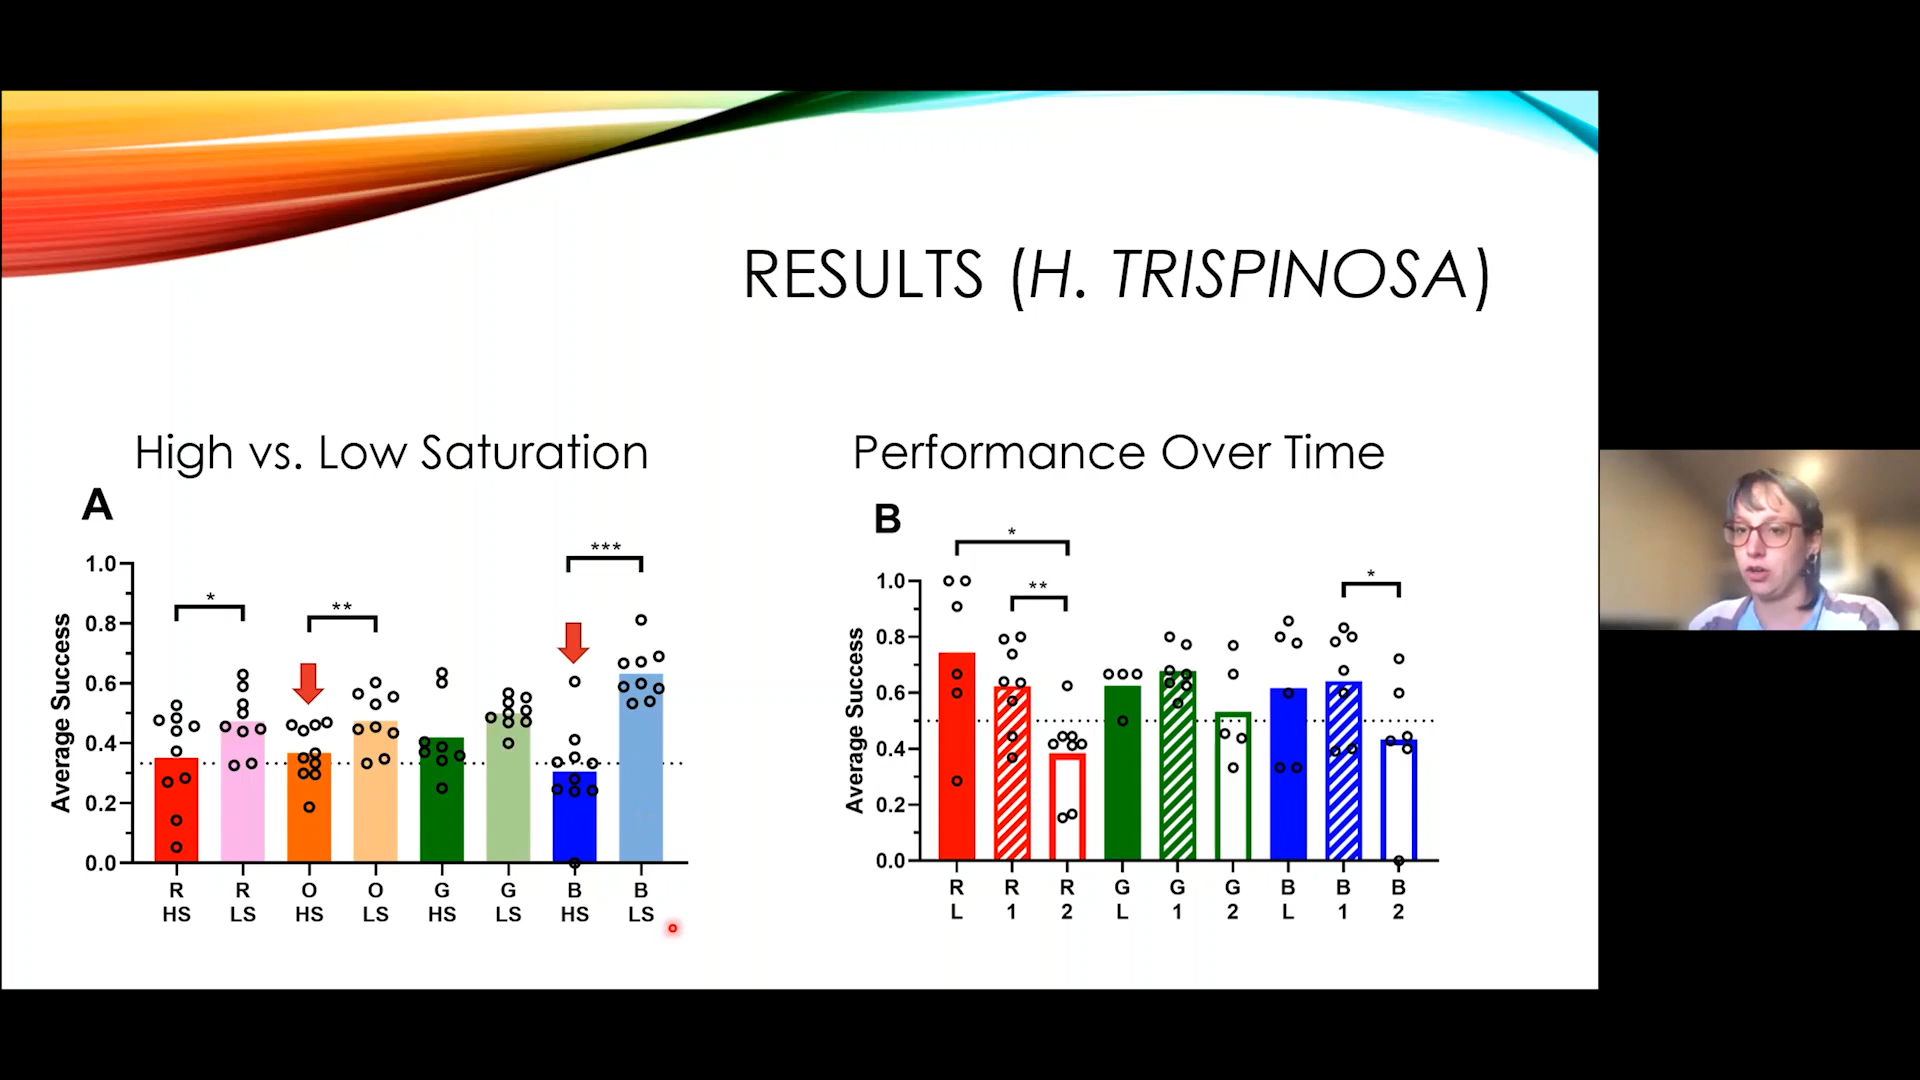 RESULTS (H. TRISPINOSA)
High vs. Low Saturation
A
***
*
**
1.0
0.8
0.6
0.4
0.2
0.0
Average Success
R R O O G G B B
HS LS HS LS HS LS HS LS
Performance Over Time
B
*
**
*
1.0
0.8
0.6
0.4
0.2
0.0
Average Success
R R R G G G B B B
L 1 2 L 1 2 L 1 2